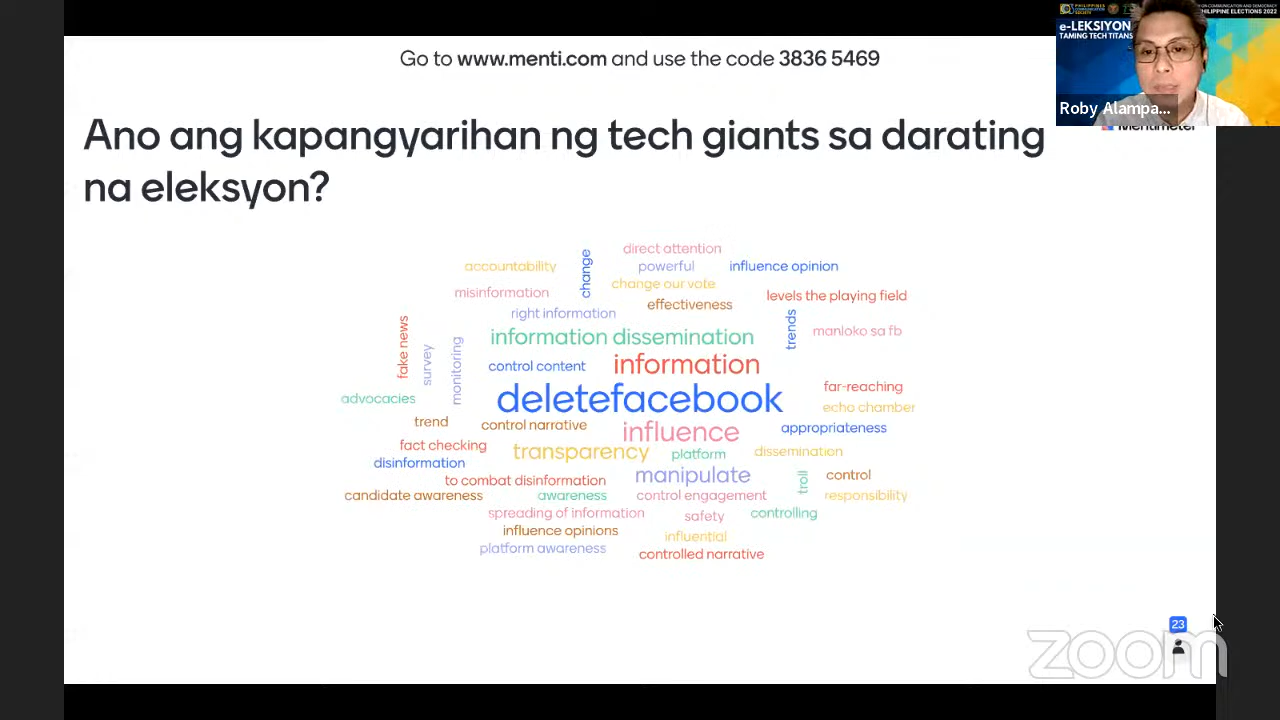 Go to www.menti.com and use the code 3836 5469
PHILIPPINE ELECTIONS 2022
e-LEKSIYON
TAMING TECH TITANS
Roby Alampa...
Mentimeter
Ano ang kapangyarihan ng tech giants sa darating
na eleksyon?
direct attention
accountability
change
powerful
influence opinion
change our vote
misinformation
effectiveness
levels the playing field
right information
trends
manloko sa fb
fake news
survey
monitoring
information dissemination
control content
information
deletefacebook
far-reaching
advocacies
echo chamber
trend
control narrative
influence
appropriateness
fact checking
transparency
platform
dissemination
disinformation
manipulate
troll
control
to combat disinformation
candidate awareness
awareness
control engagement
responsibility
spreading of information
safety
controlling
influence opinions
influential
platform awareness
controlled narrative
23
zoom